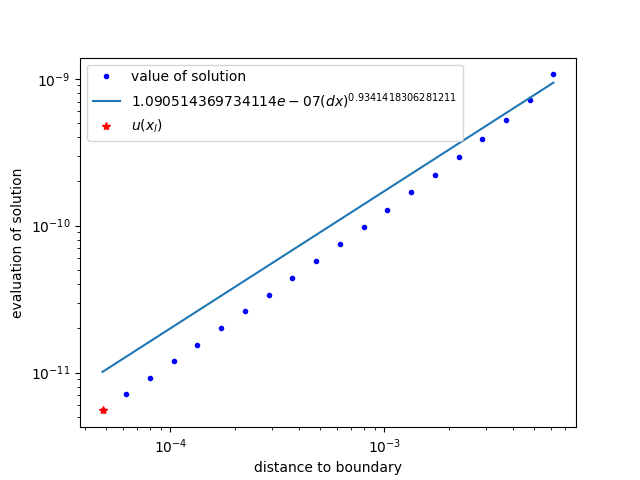 value of solution
1.090514369734114e − 07(dx)^0.9341418306281211
u(x_I)
10^−9
10^−10
10^−11
evaluation of solution
10^−4 10^−3
distance to boundary